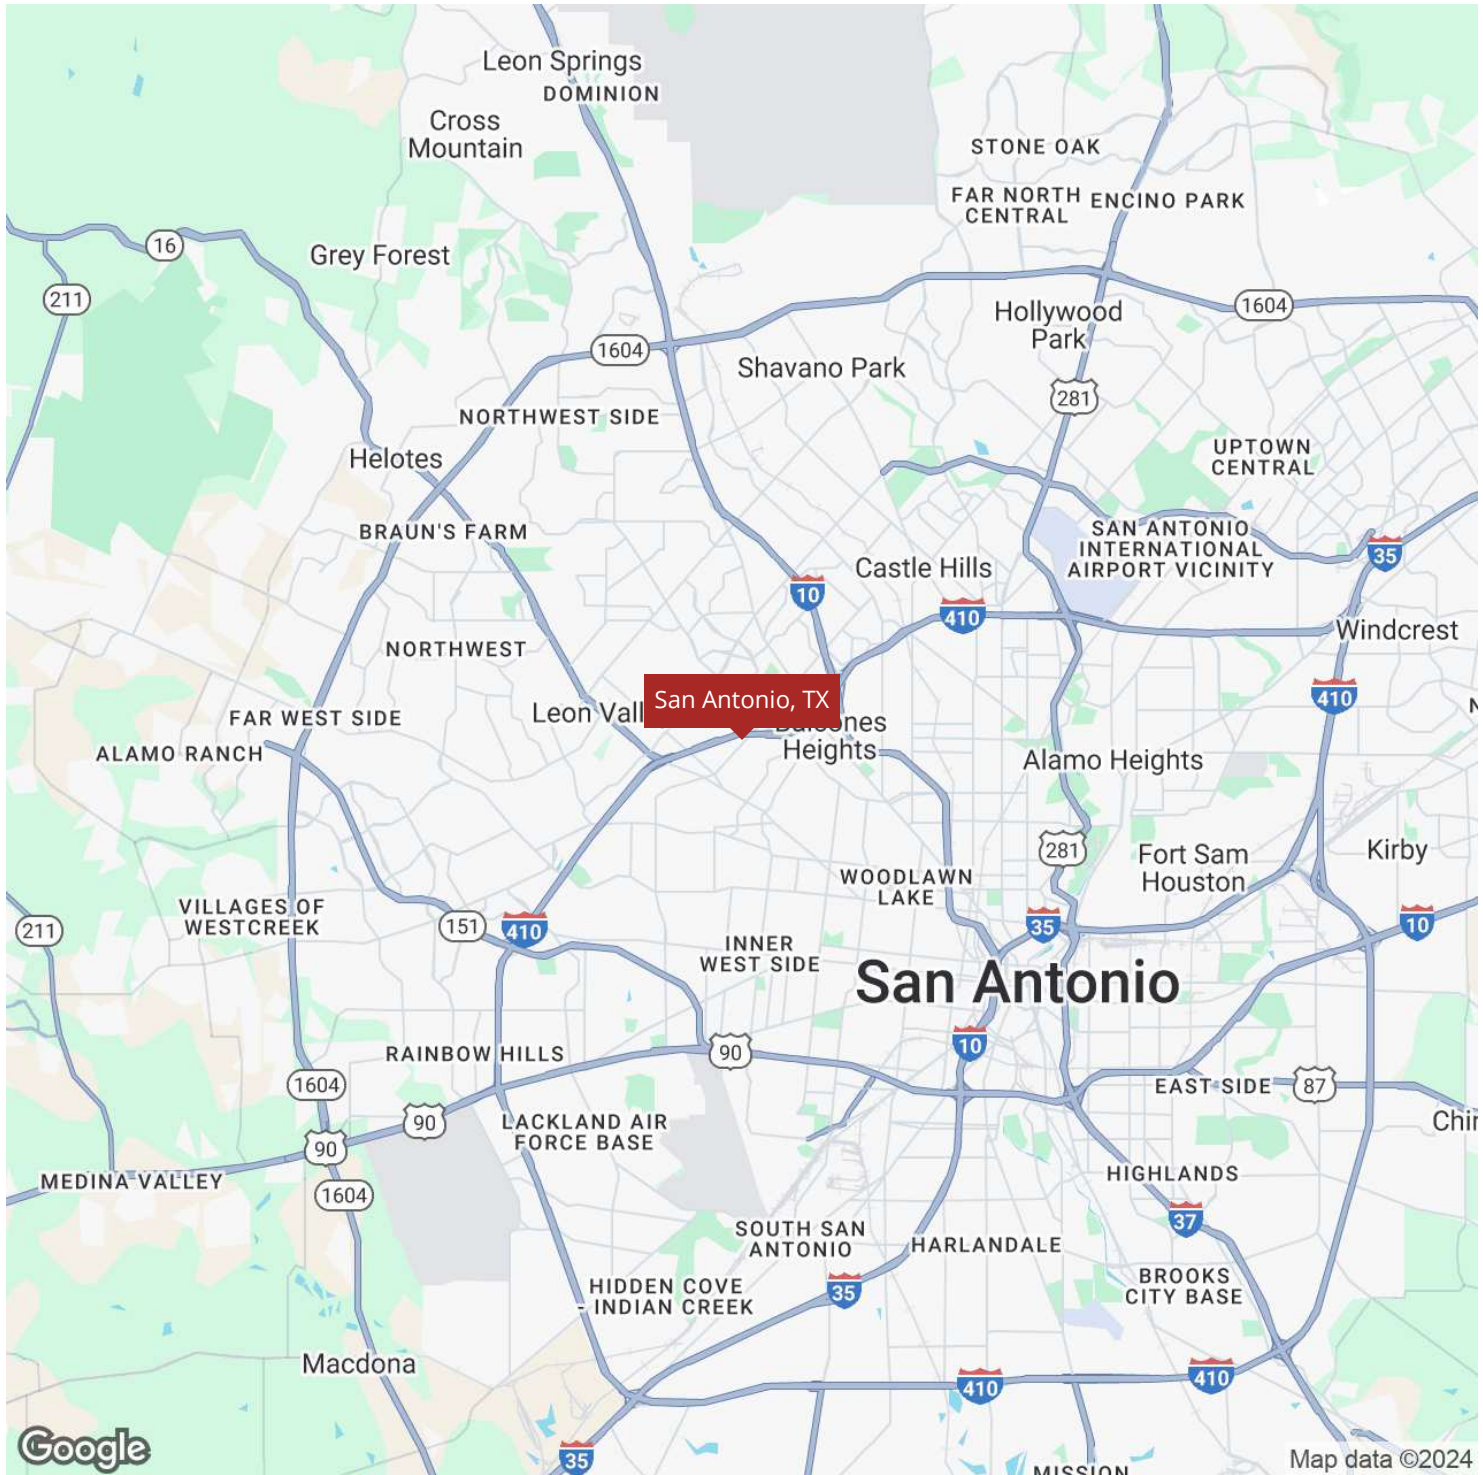 Leon Springs
DOMINION
Cross
Mountain
STONE OAK
FAR NORTH
CENTRAL
ENCINO PARK
16
Grey Forest
211
1604
Hollywood
Park
1604
Shavano Park
281
NORTHWEST SIDE
Helotes
UPTOWN
CENTRAL
BRAUN'S FARM
SAN ANTONIO
INTERNATIONAL
AIRPORT VICINITY
35
Castle Hills
10
410
Windcrest
NORTHWEST
410
San Antonio, TX
FAR WEST SIDE
Leon Vall
Balcones
Heights
ALAMO RANCH
Alamo Heights
281
Fort Sam
Houston
Kirby
WOODLAWN
LAKE
VILLAGES OF
WESTCREEK
211
151
410
35
10
INNER
WEST SIDE
San Antonio
10
RAINBOW HILLS
90
1604
EAST SIDE
87
90
LACKLAND AIR
FORCE BASE
Chir
90
MEDINA VALLEY
1604
HIGHLANDS
37
SOUTH SAN
ANTONIO
HARLANDALE
HIDDEN COVE
- INDIAN CREEK
35
BROOKS
CITY BASE
Macdona
410
410
Google
35
MISSION
Map data ©2024